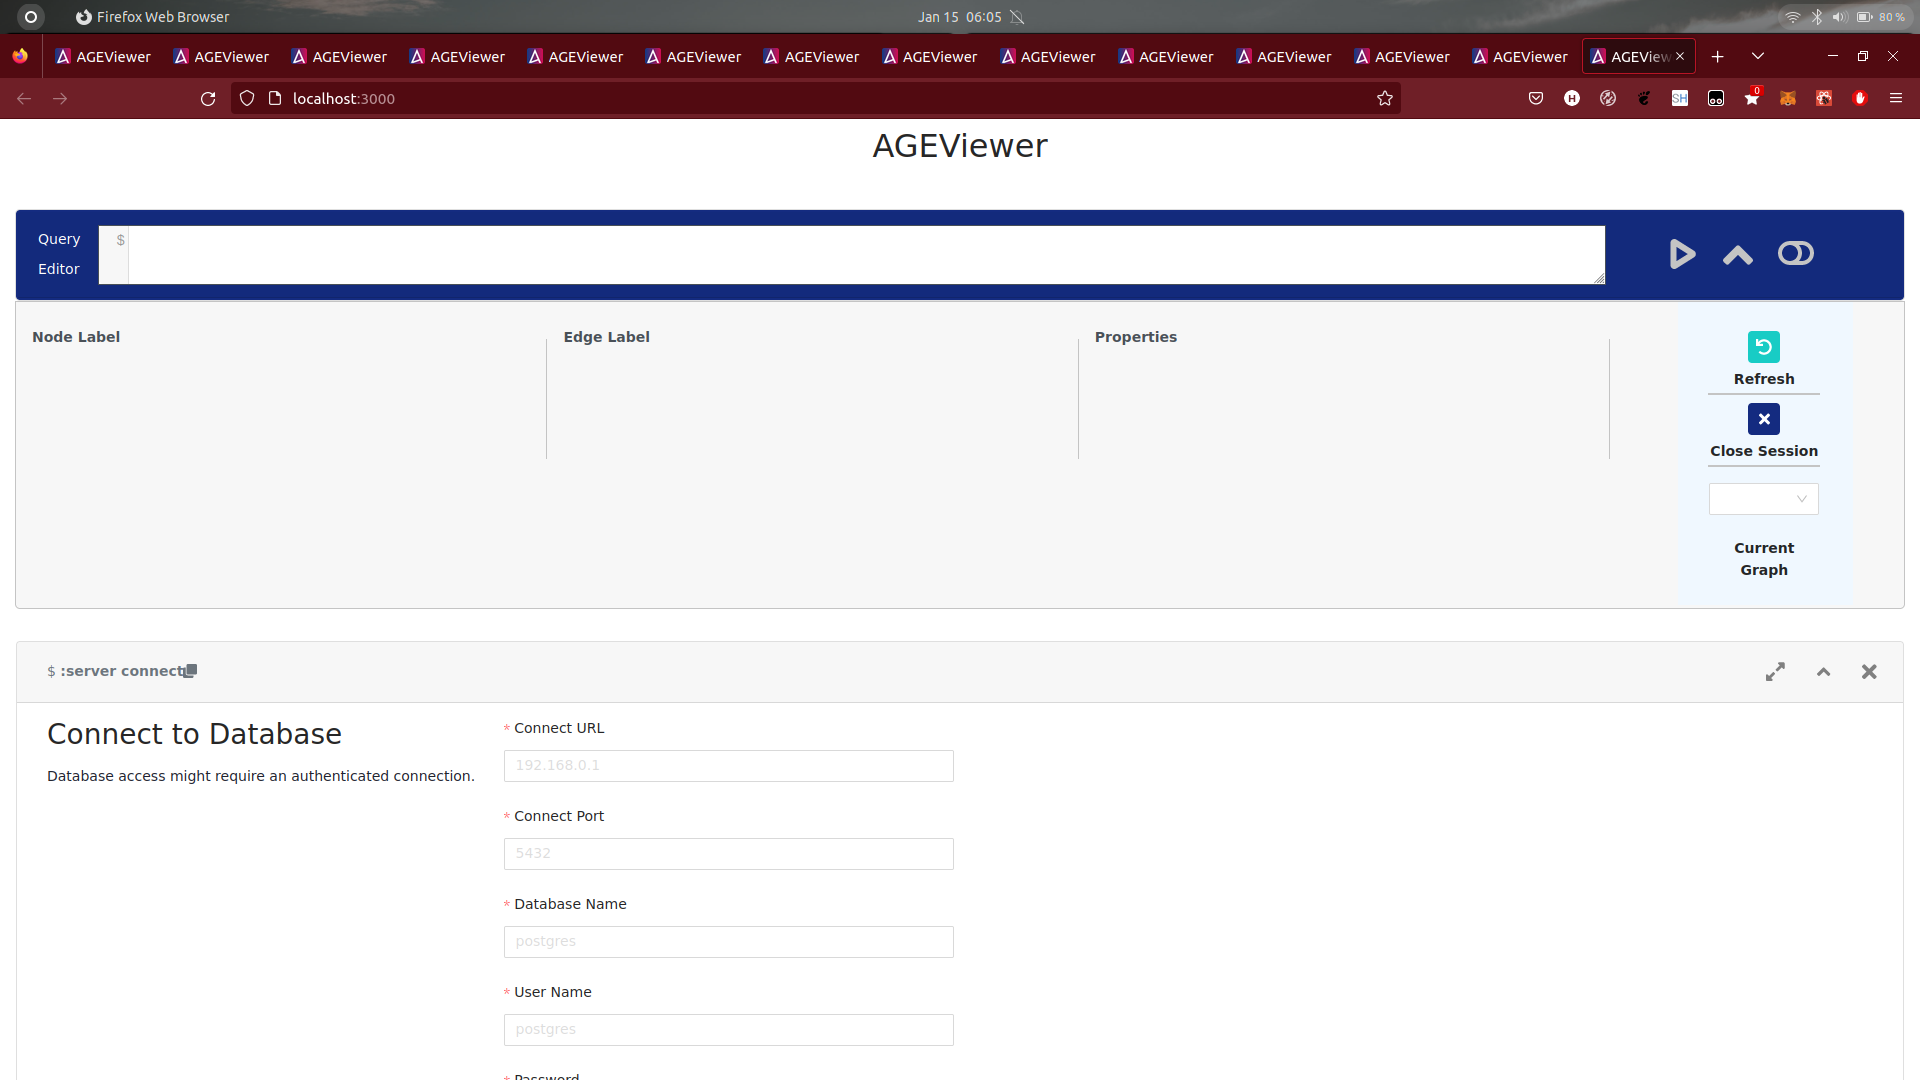 Firefox Web Browser
Jan 15 06:05
80 %
AGEViewer AGEViewer AGEViewer AGEViewer AGEViewer AGEViewer AGEViewer AGEViewer AGEViewer AGEViewer AGEViewer AGEViewer AGEViewer AGEView
localhost:3000
H
SH
0
AGEViewer
Query
Editor
$
Node Label
Edge Label
Properties
Refresh
Close Session
Current
Graph
$ :server connect
Connect to Database
Database access might require an authenticated connection.
* Connect URL
192.168.0.1
* Connect Port
5432
* Database Name
postgres
* User Name
postgres
* Password